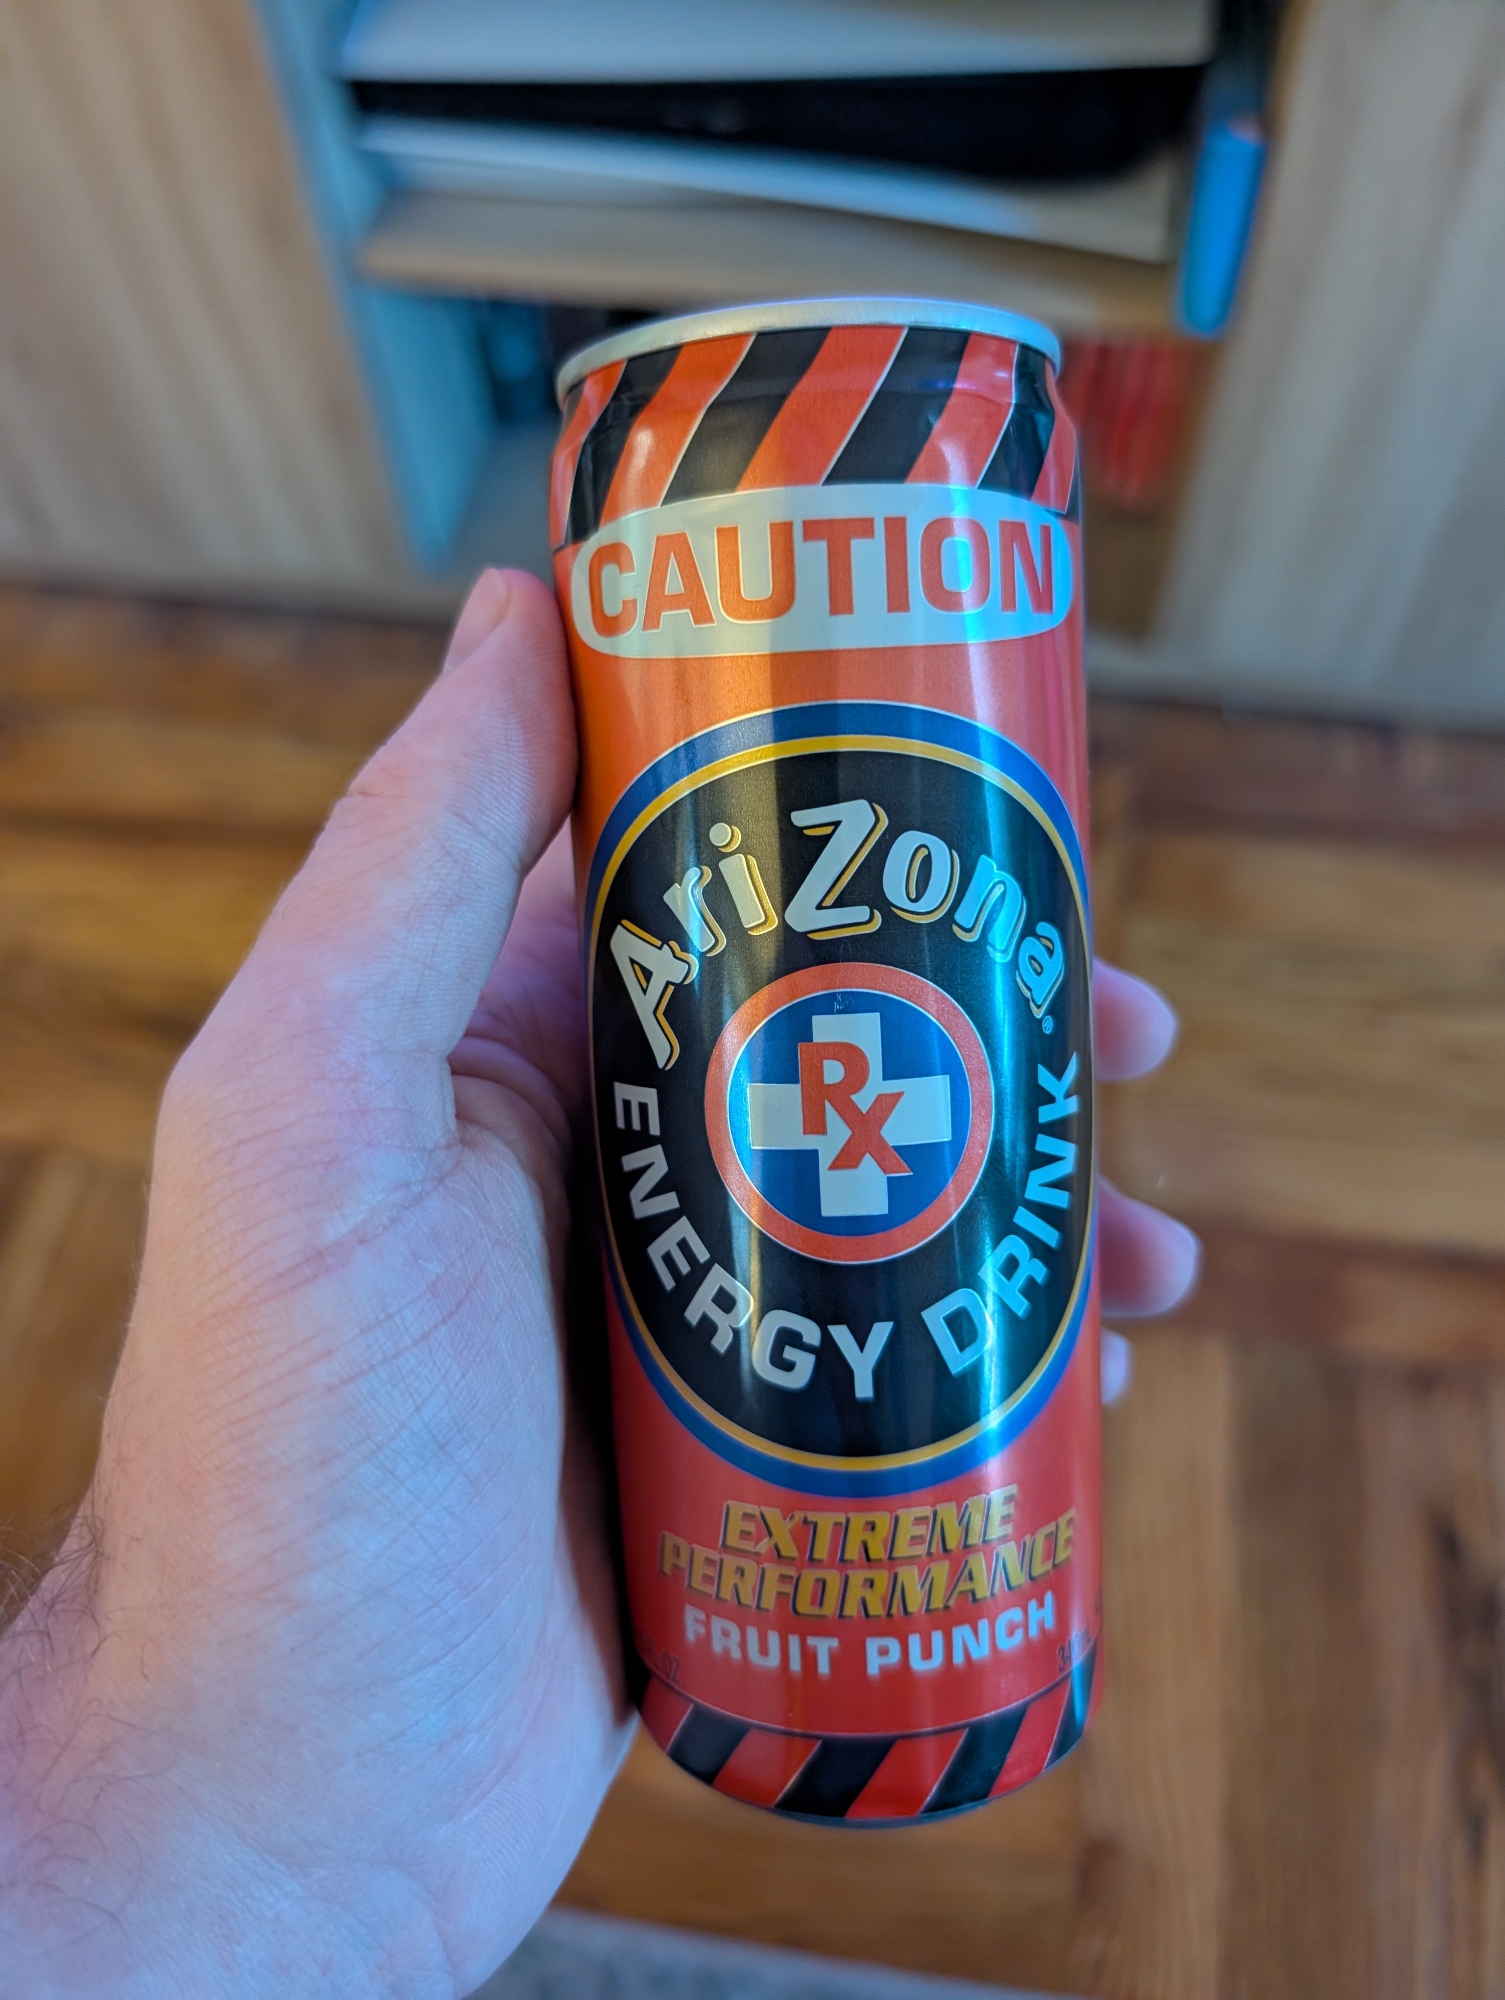 CAUTION
AriZona®
RX
ENERGY DRINK
EXTREME
PERFORMANCE
FRUIT PUNCH